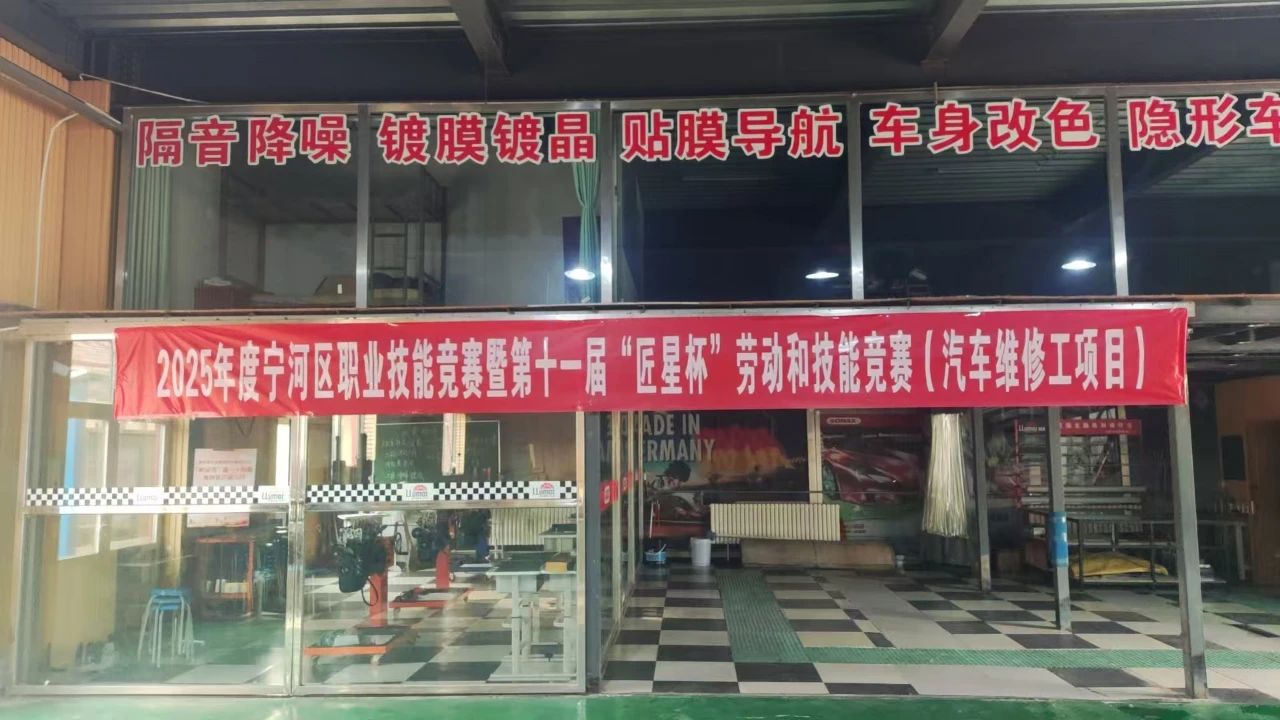 隔音降噪 镀膜镀晶 贴膜导航 车身改色 隐形车
2025年度宁河区职业技能竞赛暨第十一届“匠星杯”劳动和技能竞赛（汽车维修工项目）
MADE IN
GERMANY
SONAX